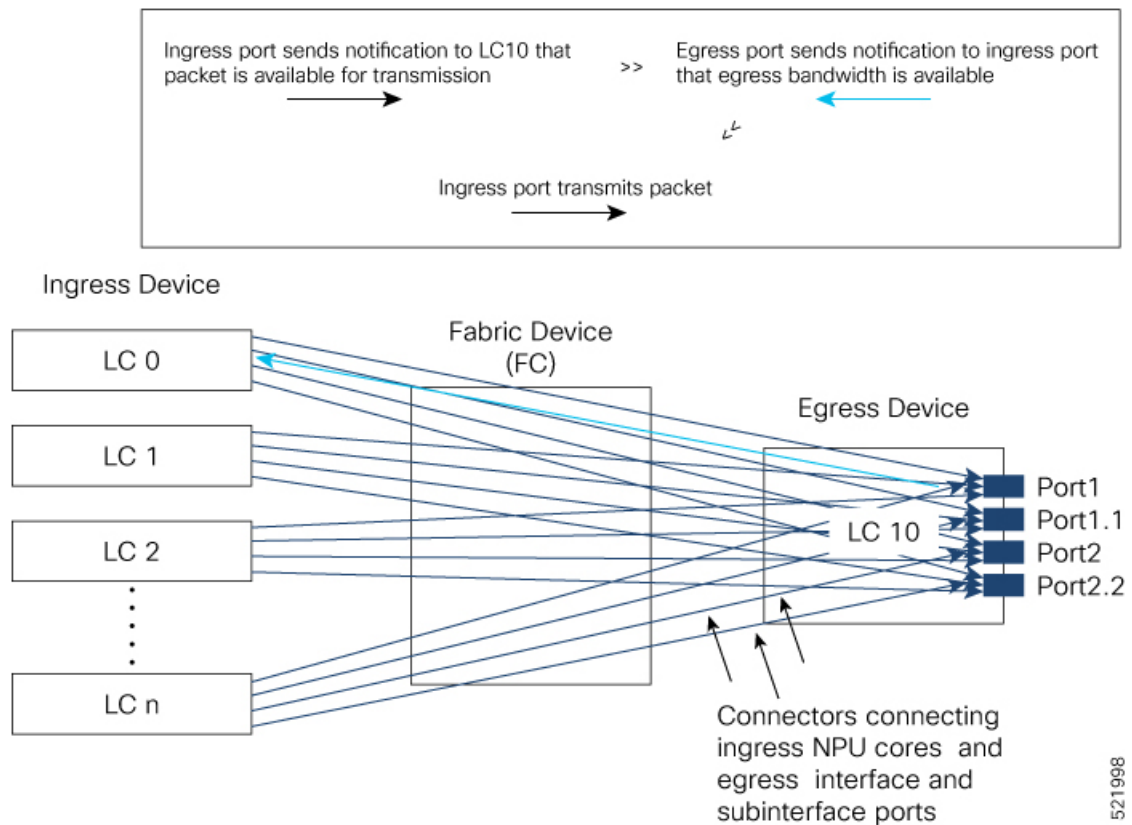 Ingress port sends notification to LC10 that
packet is available for transmission
>>
Egress port sends notification to ingress port
that egress bandwidth is available
>>
Ingress port transmits packet
Ingress Device
LC 0
LC 1
LC 2
LC n
Fabric Device
(FC)
Egress Device
LC 10
Port1
Port1.1
Port2
Port2.2
Connectors connecting
ingress NPU cores and
egress interface and
subinterface ports
521998